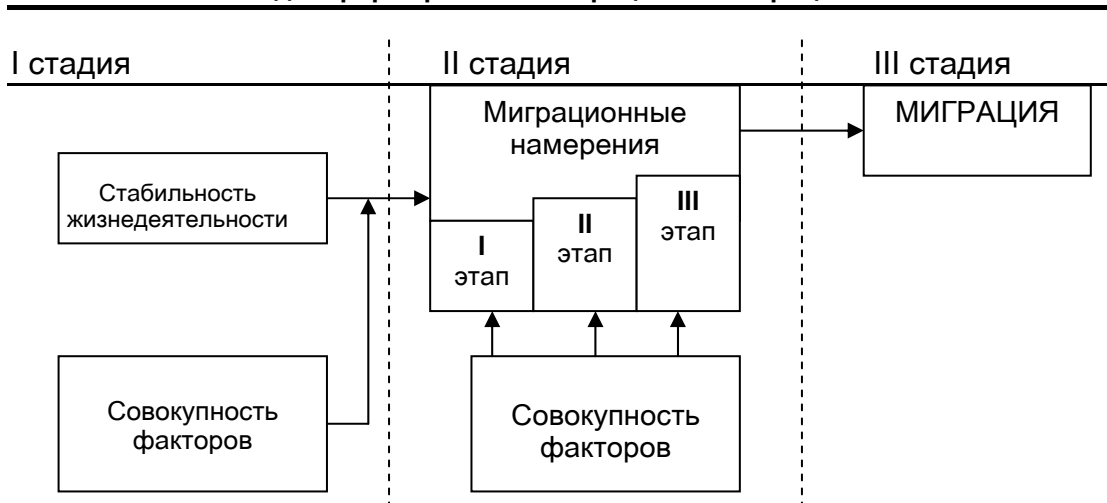 I стадия
II стадия
III стадия
Миграционные
намерения
МИГРАЦИЯ
Стабильность
жизнедеятельности
I
этап
II
этап
III
этап
Совокупность
факторов
Совокупность
факторов